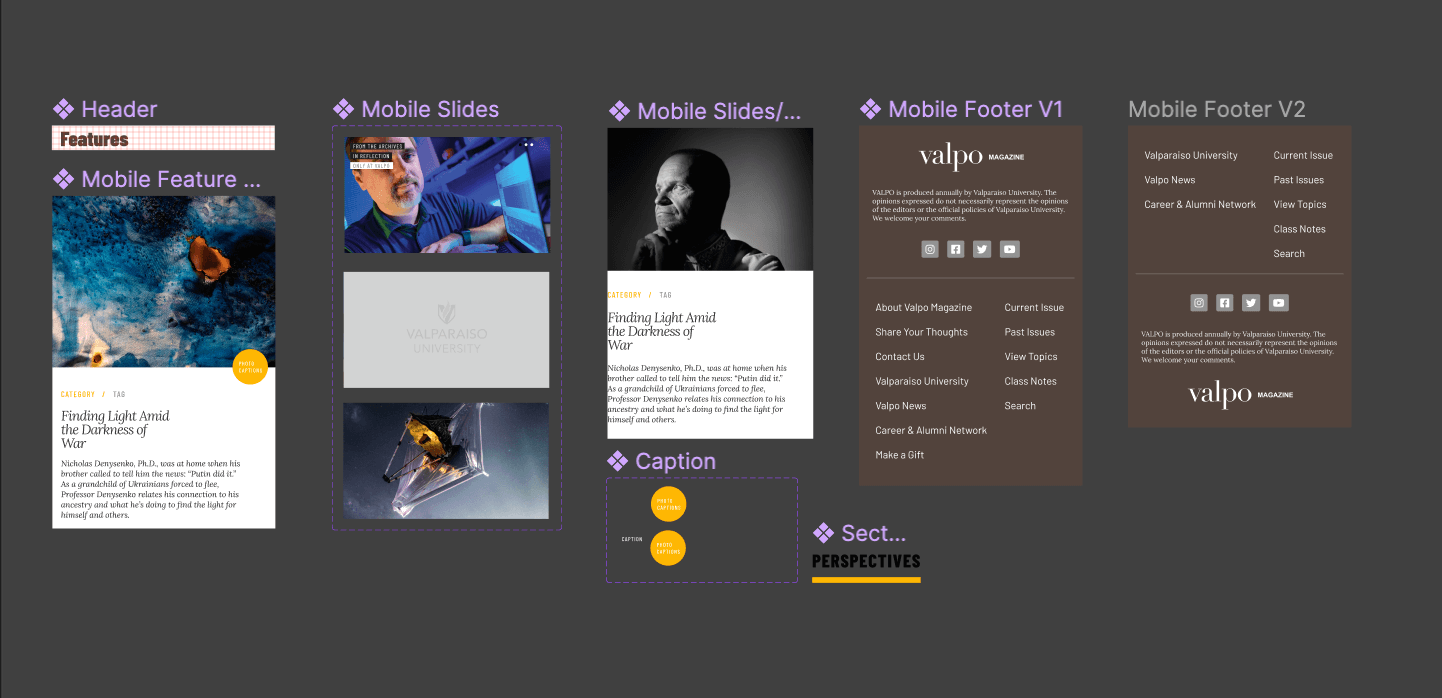 Header
Features
Mobile Feature ...
PHOTO
CAPTIONS
CATEGORY / TAG
Finding Light Amid
the Darkness of
War
Nicholas Denysenko, Ph.D., was at home when his
brother called to tell him the news: “Putin did it.”
As a grandchild of Ukrainians forced to flee,
Professor Denysenko relates his connection to his
ancestry and what he’s doing to find the light for
himself and others.
Mobile Slides
FROM THE ARCHIVES
IN REFLECTION
ONLY AT VALPO
VALPARAISO
UNIVERSITY
Mobile Slides/...
CATEGORY / TAG
Finding Light Amid
the Darkness of
War
Nicholas Denysenko, Ph.D., was at home when his
brother called to tell him the news: “Putin did it.”
As a grandchild of Ukrainians forced to flee,
Professor Denysenko relates his connection to his
ancestry and what he’s doing to find the light for
himself and others.
Caption
PHOTO
CAPTIONS
CAPTION
PHOTO
CAPTIONS
Sect...
PERSPECTIVES
Mobile Footer V1
valpo MAGAZINE
VALPO is produced annually by Valparaiso University. The
opinions expressed do not necessarily represent the opinions
of the editors or the official policies of Valparaiso University.
We welcome your comments.
About Valpo Magazine
Share Your Thoughts
Contact Us
Valparaiso University
Valpo News
Career & Alumni Network
Make a Gift
Current Issue
Past Issues
View Topics
Class Notes
Search
Mobile Footer V2
Valparaiso University
Valpo News
Career & Alumni Network
Current Issue
Past Issues
View Topics
Class Notes
Search
VALPO is produced annually by Valparaiso University. The
opinions expressed do not necessarily represent the opinions
of the editors or the official policies of Valparaiso University.
We welcome your comments.
valpo MAGAZINE